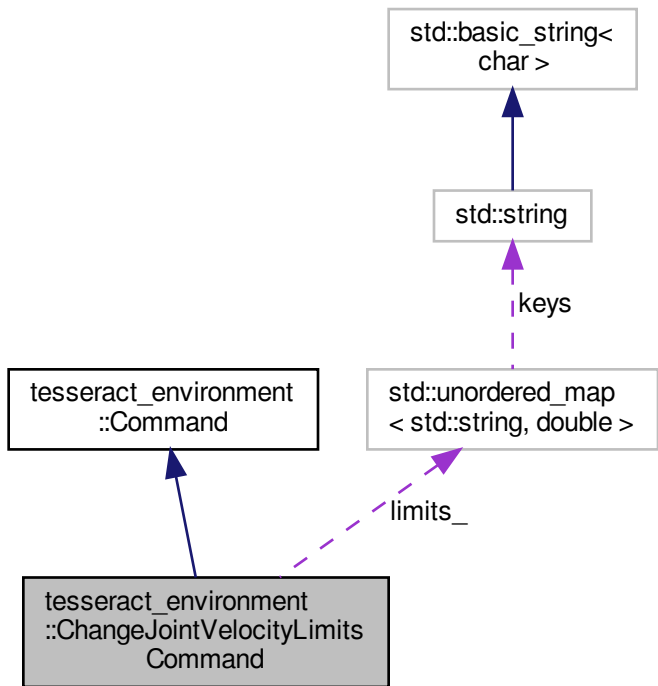 std::basic_string<
char >
std::string
keys
tesseract_environment
::Command
std::unordered_map
< std::string, double >
limits_
tesseract_environment
::ChangeJointVelocityLimits
Command